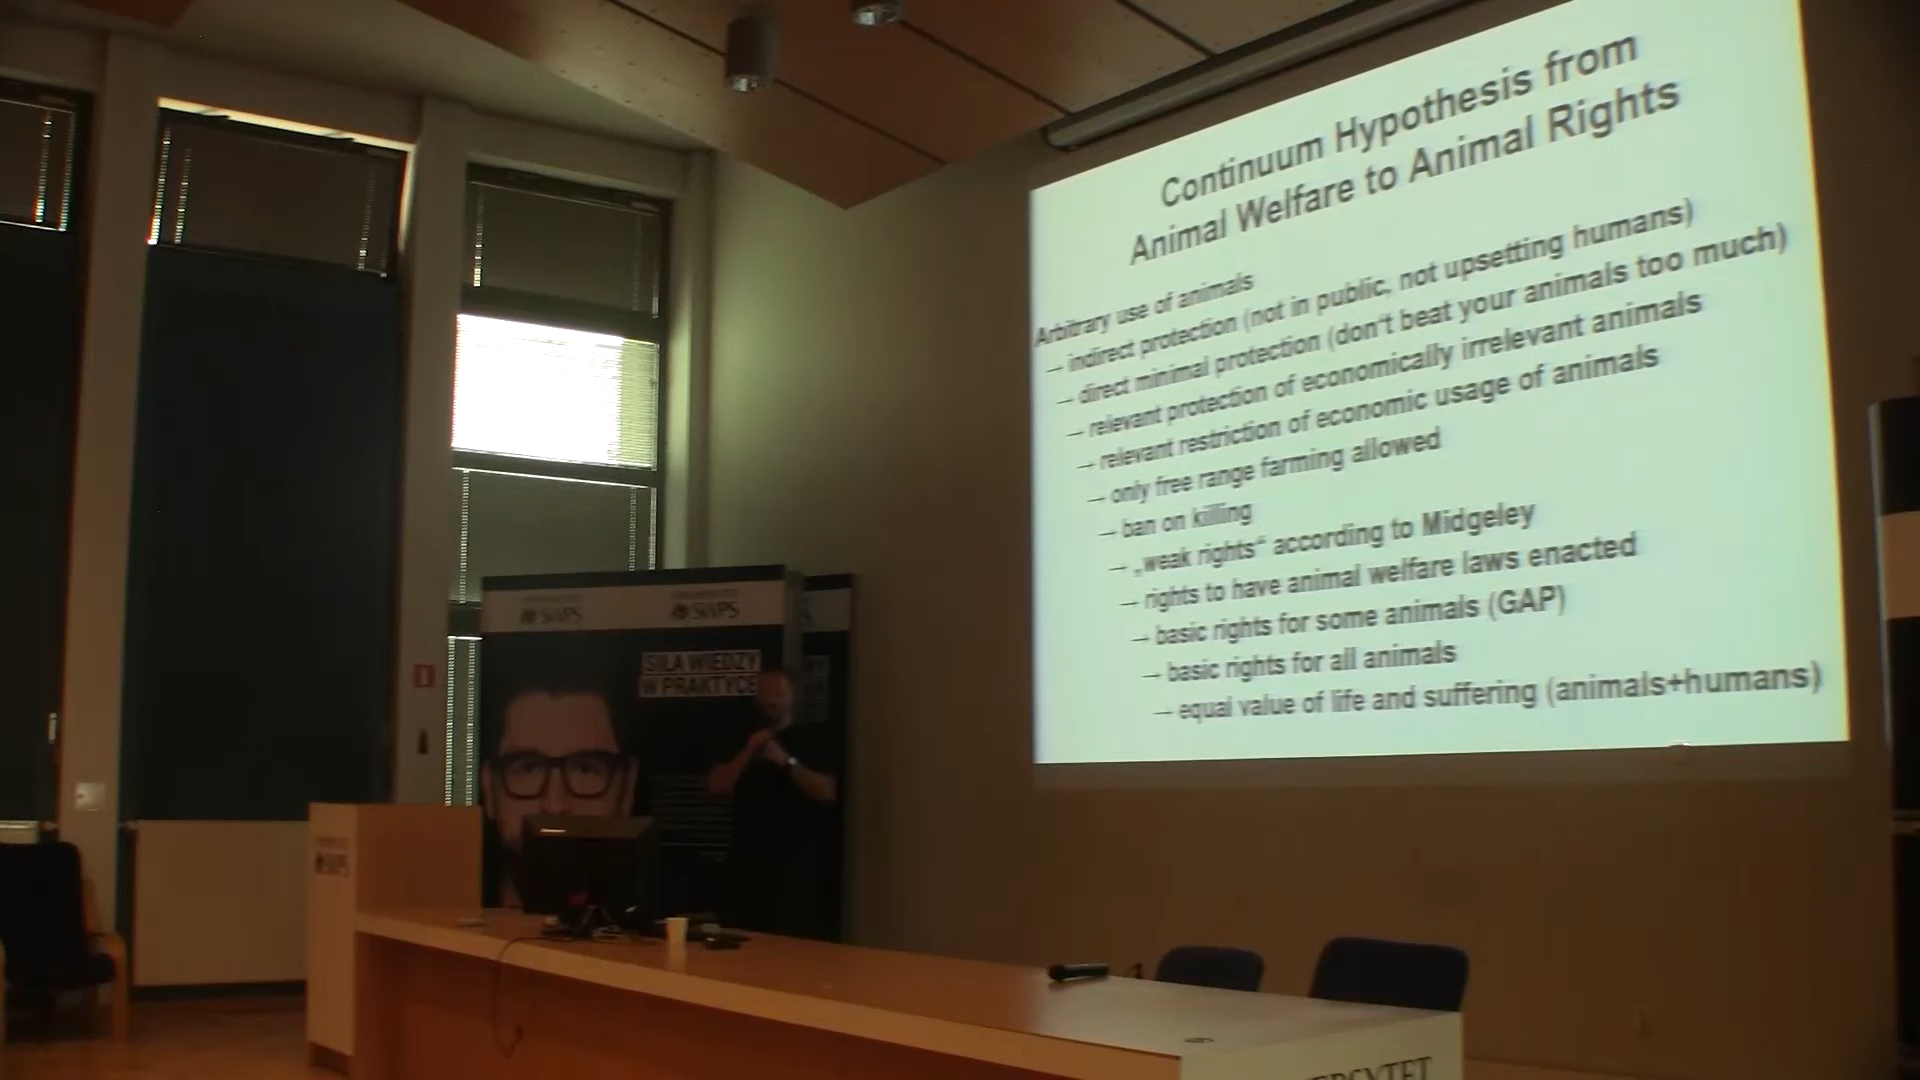 Continuum Hypothesis from
Animal Welfare to Animal Rights
Arbitrary use of animals
→ indirect protection (not in public, not upsetting humans)
→ direct minimal protection (don't beat your animals too much)
→ relevant protection of economically irrelevant animals
→ relevant restriction of economic usage of animals
→ only free range farming allowed
→ ban on killing
→ „weak rights“ according to Midgeley
→ rights to have animal welfare laws enacted
→ basic rights for some animals (GAP)
→ basic rights for all animals
→ equal value of life and suffering (animals+humans)
SWPS
SWPS
SIŁA WIEDZY
W PRAKTYCE
SWPS